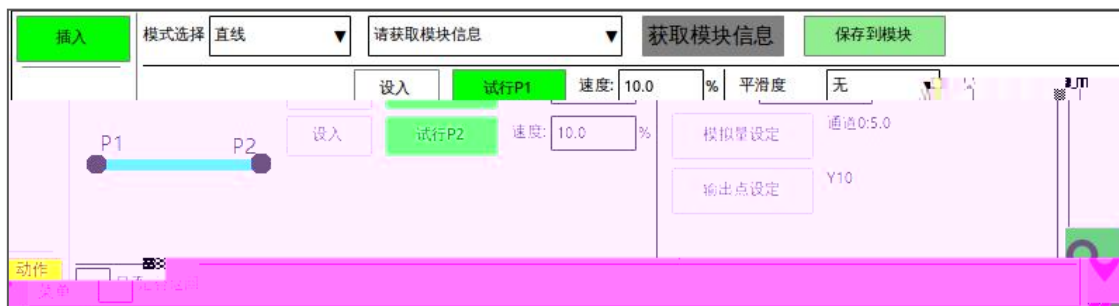 插入 模式选择 直线 请获取模块信息 获取模块信息 保存到模块
设入 试行P1 速度: 10.0 % 平滑度 无
设入 试行P2 速度: 10.0 % 模拟量设定 通道0:5.0
P1 P2
输出点设定 Y10
动作
菜单